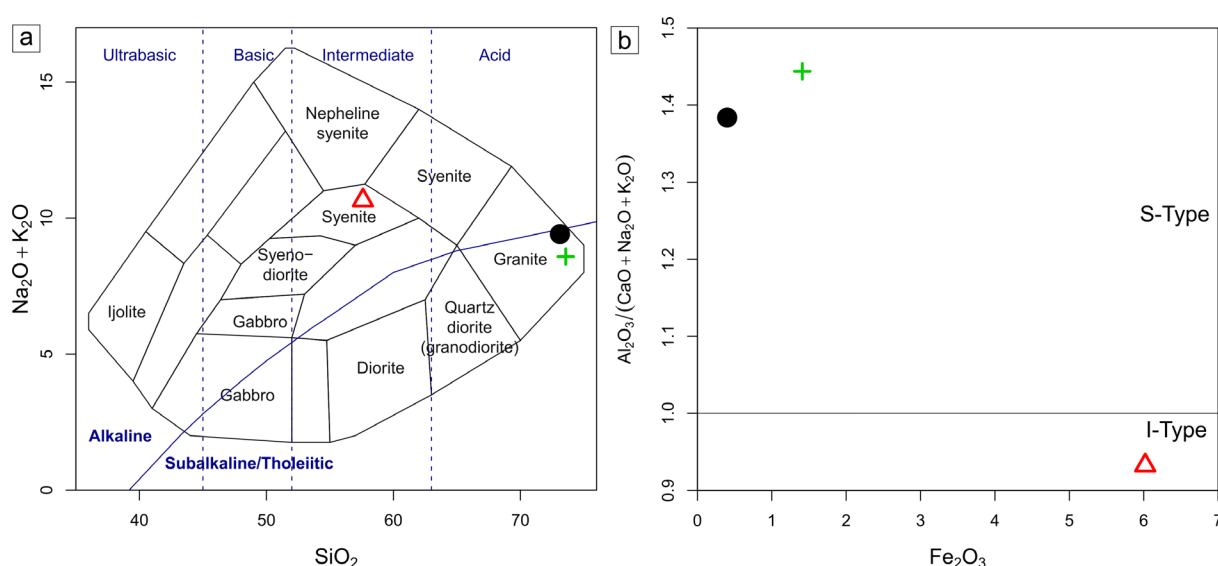 a
Ultrabasic
Basic
Intermediate
Acid
Nepheline
syenite
Syenite
Syenite
Syeno–
diorite
Granite
Ijolite
Gabbro
Quartz
diorite
(granodiorite)
Diorite
Gabbro
Alkaline
Subalkaline/Tholeiitic
Na₂O + K₂O
0
5
10
15
40
50
60
70
SiO₂
b
Al₂O₃/(CaO + Na₂O + K₂O)
1.5
1.4
1.3
1.2
1.1
1.0
0.9
S-Type
I-Type
0
1
2
3
4
5
6
7
Fe₂O₃